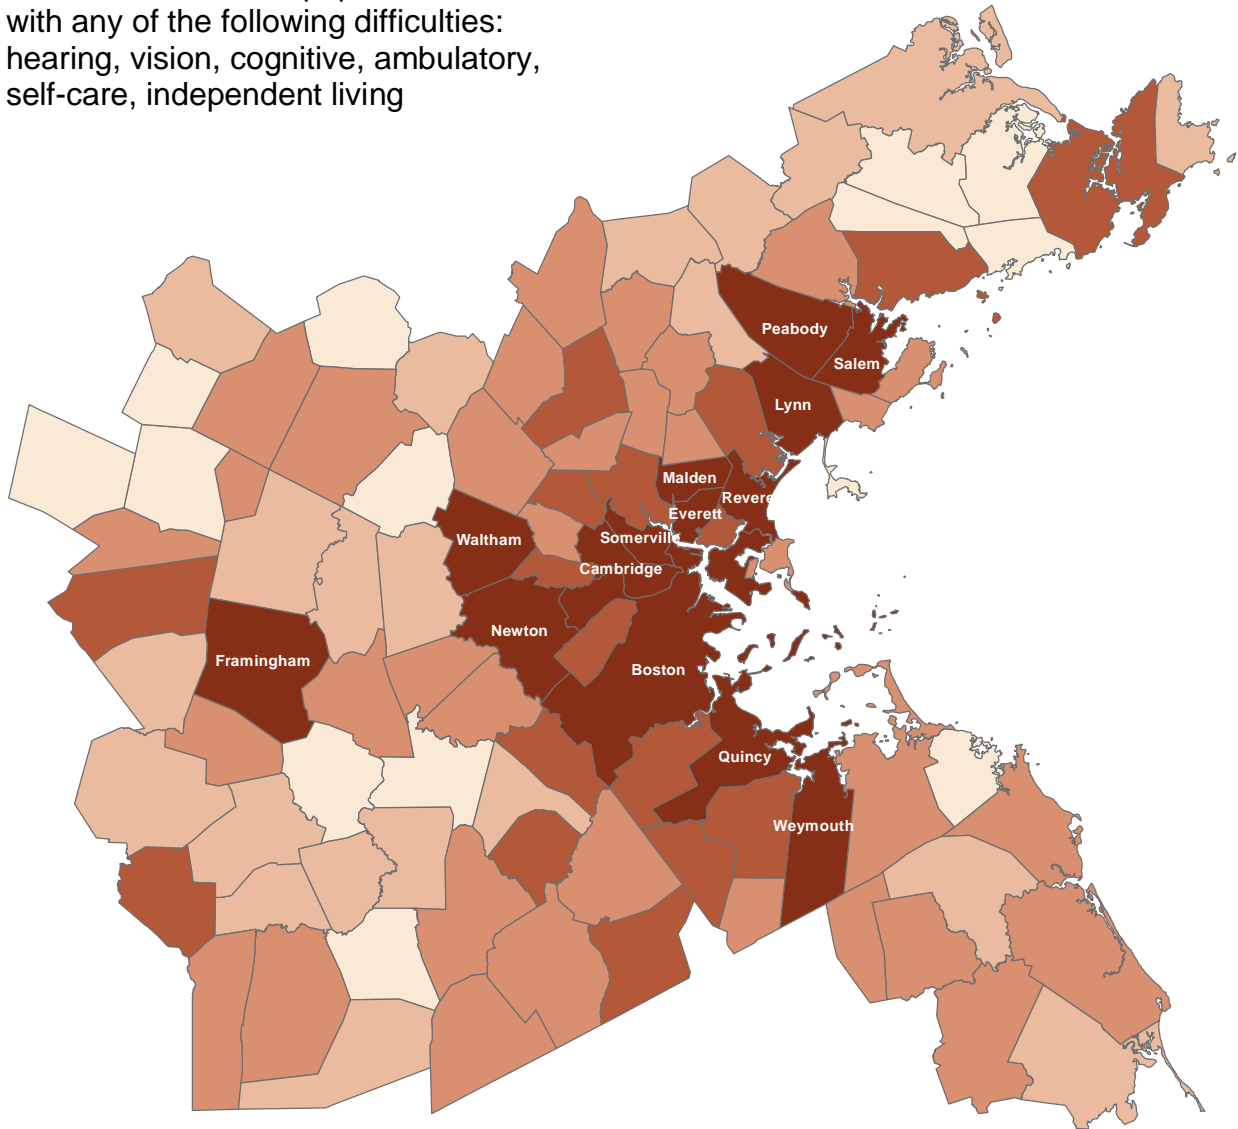 with any of the following difficulties:
hearing, vision, cognitive, ambulatory,
self-care, independent living
Peabody
Salem
Lynn
Malden
Revere
Everett
Somerville
Waltham
Cambridge
Newton
Framingham
Boston
Quincy
Weymouth